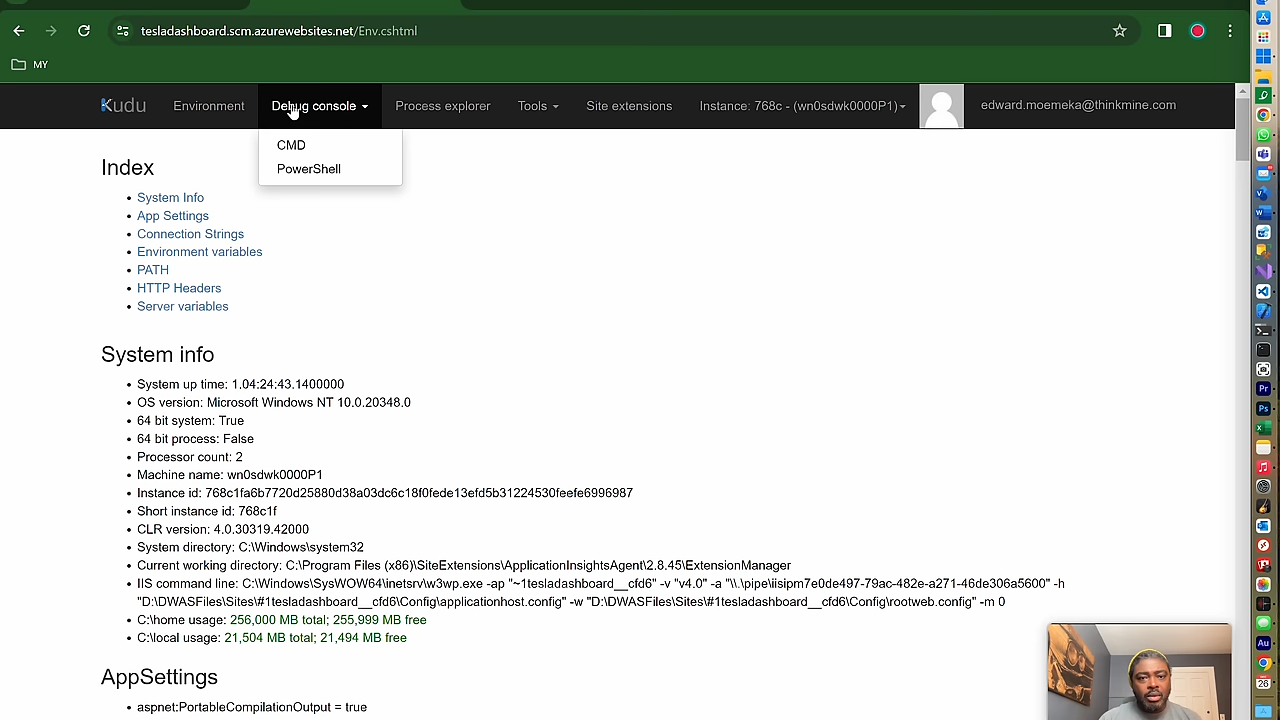 tesladashboard.scm.azurewebsites.net/Env.cshtml
MY
Kudu Environment Debug console Process explorer Tools Site extensions Instance: 768c - (wn0sdwk0000P1) edward.moemeka@thinkmine.com
CMD
PowerShell
Index
• System Info
• App Settings
• Connection Strings
• Environment variables
• PATH
• HTTP Headers
• Server variables
System info
• System up time: 1.04:24:43.1400000
• OS version: Microsoft Windows NT 10.0.20348.0
• 64 bit system: True
• 64 bit process: False
• Processor count: 2
• Machine name: wn0sdwk0000P1
• Instance id: 768c1fa6b7720d25880d38a03dc6c18f0fede13efd5b31224530feefe6996987
• Short instance id: 768c1f
• CLR version: 4.0.30319.42000
• System directory: C:\Windows\system32
• Current working directory: C:\Program Files (x86)\SiteExtensions\ApplicationInsightsAgent\2.8.45\ExtensionManager
• IIS command line: C:\Windows\SysWOW64\inetsrv\w3wp.exe -ap "~1tesladashboard__cfd6" -v "v4.0" -a "\\.\pipe\iisipm7e0de497-79ac-482e-a271-46de306a5600" -h
"D:\DWASFiles\Sites\#1tesladashboard__cfd6\Config\applicationhost.config" -w "D:\DWASFiles\Sites\#1tesladashboard__cfd6\Config\rootweb.config" -m 0
• C:\home usage: 256,000 MB total; 255,999 MB free
• C:\local usage: 21,504 MB total; 21,494 MB free
AppSettings
• aspnet:PortableCompilationOutput = true
Pr
Ps
Au
26